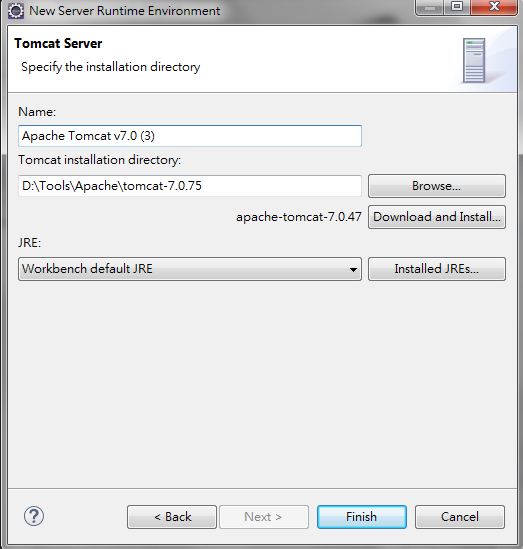 New Server Runtime Environment
Tomcat Server
Specify the installation directory
Name:
Apache Tomcat v7.0 (3)
Tomcat installation directory:
D:\Tools\Apache\tomcat-7.0.75
Browse...
apache-tomcat-7.0.47
Download and Install...
JRE:
Workbench default JRE
Installed JREs...
?
< Back
Next >
Finish
Cancel